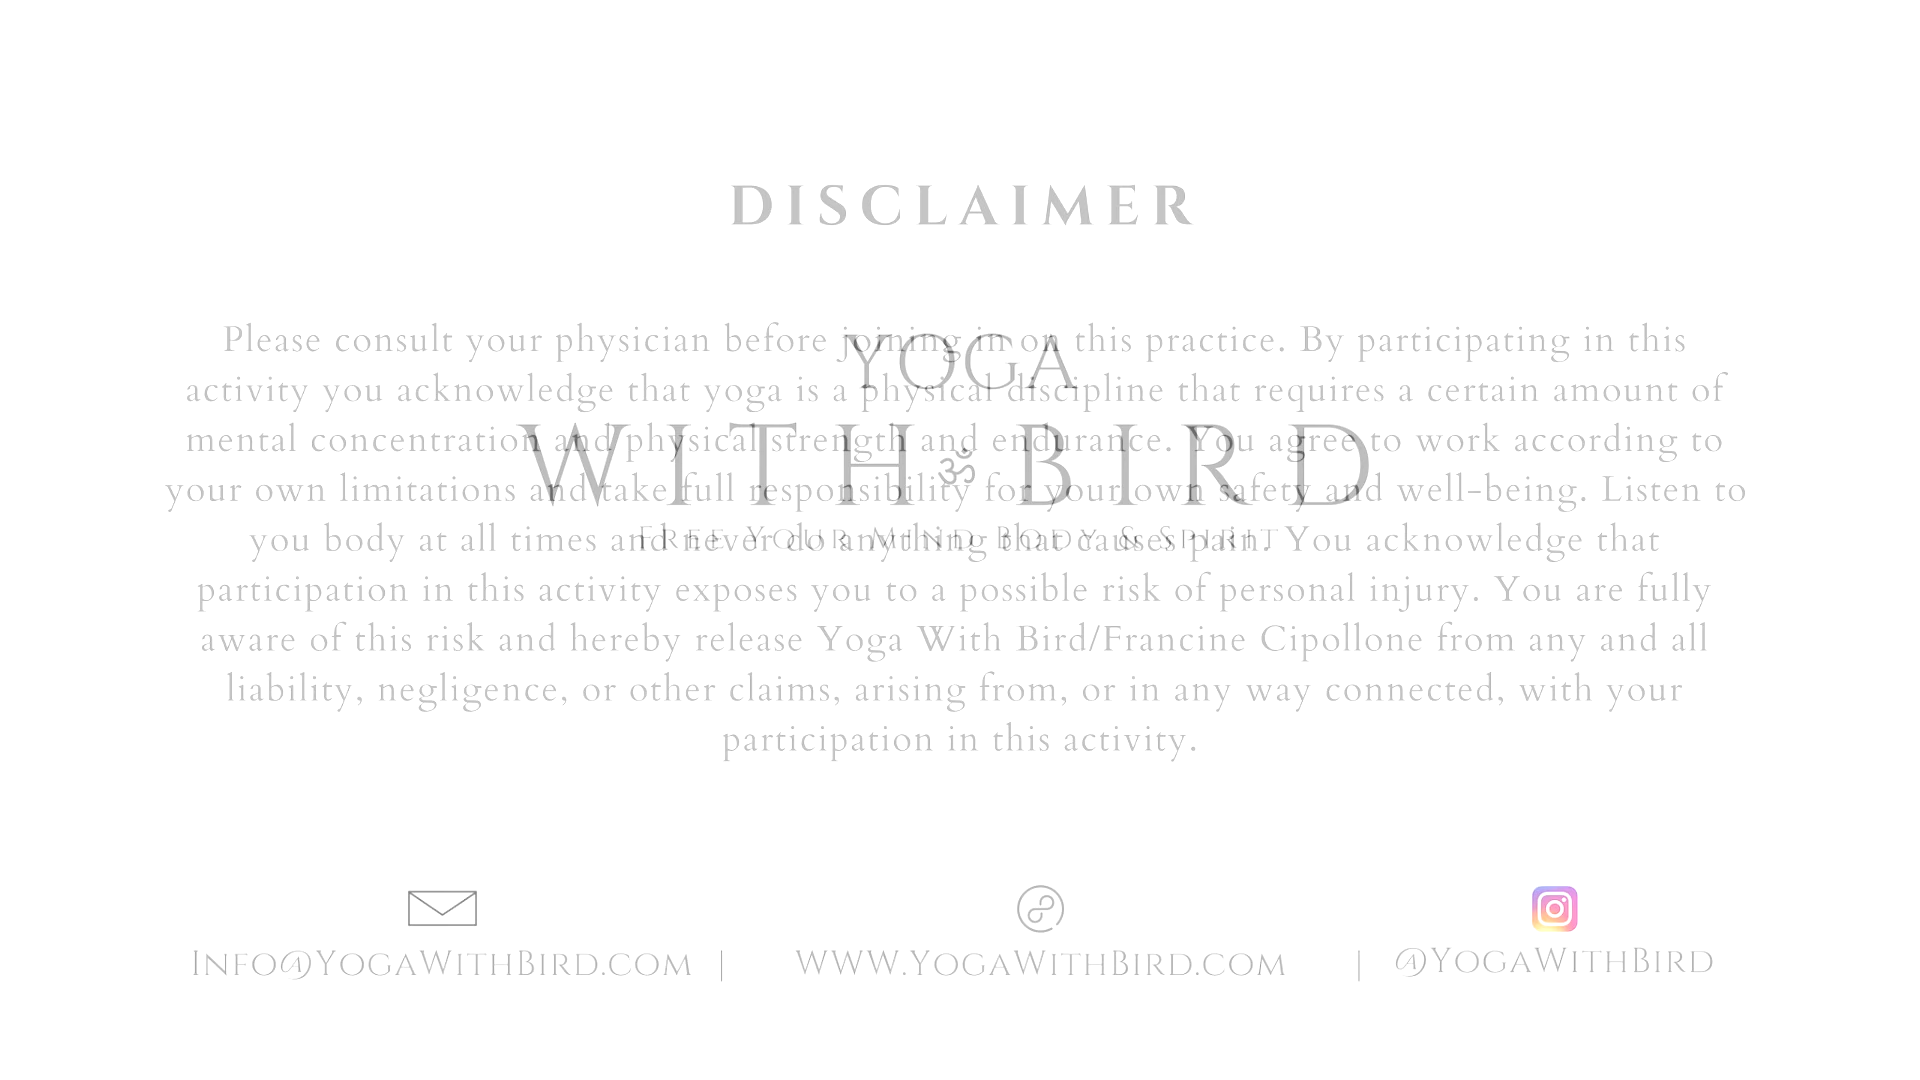 DISCLAIMER
Please consult your physician before joining in on this practice. By participating in this
activity you acknowledge that yoga is a physical discipline that requires a certain amount of
mental concentration and physical strength and endurance. You agree to work according to
your own limitations and take full responsibility for your own safety and well-being. Listen to
you body at all times and never do anything that causes pain. You acknowledge that
participation in this activity exposes you to a possible risk of personal injury. You are fully
aware of this risk and hereby release Yoga With Bird/Francine Cipollone from any and all
liability, negligence, or other claims, arising from, or in any way connected, with your
participation in this activity.
YOGA
WITH ॐ BIRD
Free Your Mind Body & Spirit
Info@YogaWithBird.com | www.YogaWithBird.com | @YogaWithBird